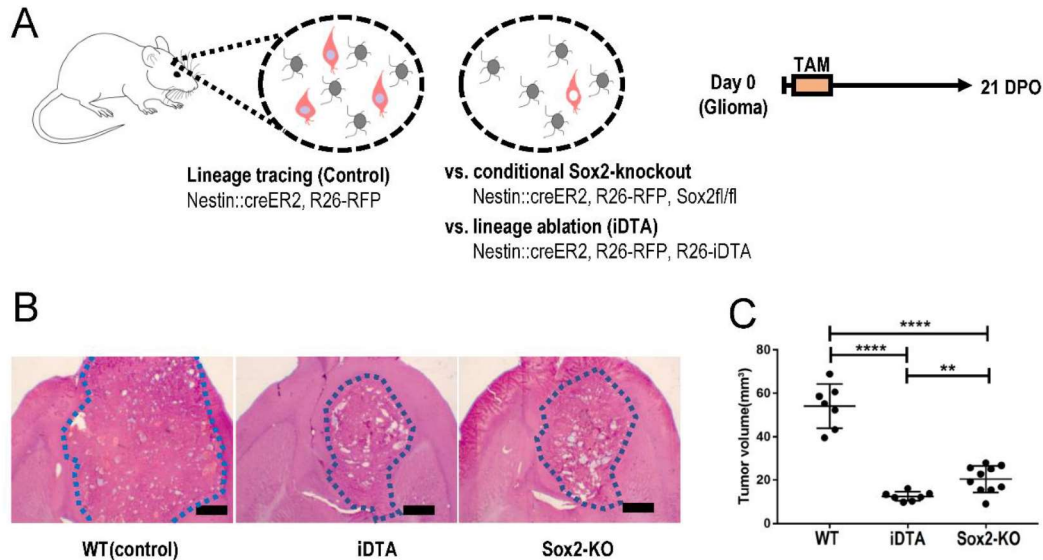 A
Lineage tracing (Control)
Nestin::creER2, R26-RFP
vs. conditional Sox2-knockout
Nestin::creER2, R26-RFP, Sox2fl/fl
vs. lineage ablation (iDTA)
Nestin::creER2, R26-RFP, R26-iDTA
Day 0
(Glioma)
TAM
21 DPO
B
WT(control)
iDTA
Sox2-KO
C
Tumor volume(mm³)
80
60
40
20
0
****
****
**
WT
iDTA
Sox2-KO